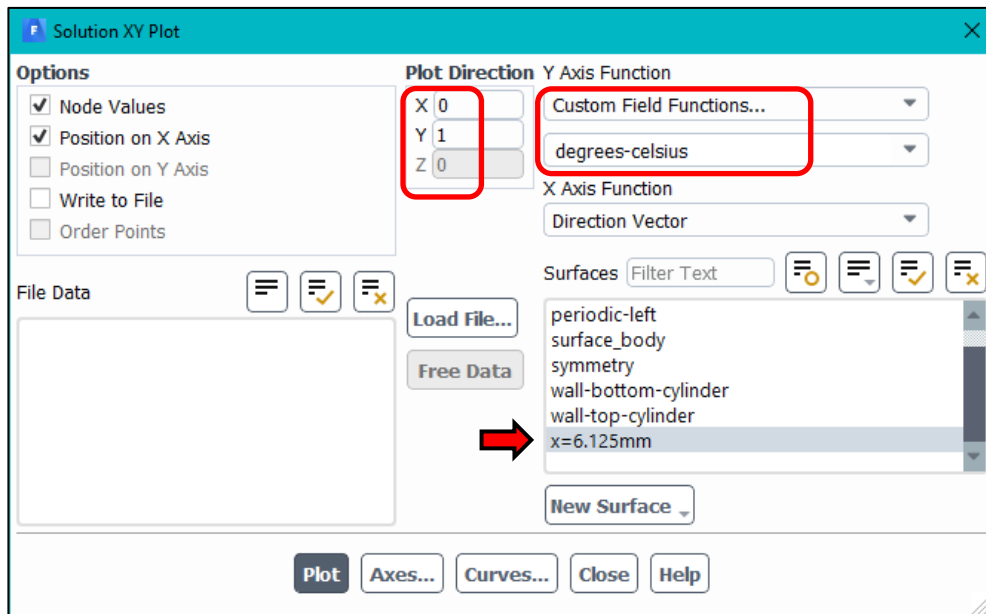 F Solution XY Plot
Options
Node Values
Position on X Axis
Position on Y Axis
Write to File
Order Points
Plot Direction
X 0
Y 1
Z 0
Y Axis Function
Custom Field Functions...
degrees-celsius
X Axis Function
Direction Vector
File Data
Load File...
Free Data
Surfaces Filter Text
periodic-left
surface_body
symmetry
wall-bottom-cylinder
wall-top-cylinder
x=6.125mm
New Surface
Plot Axes... Curves... Close Help